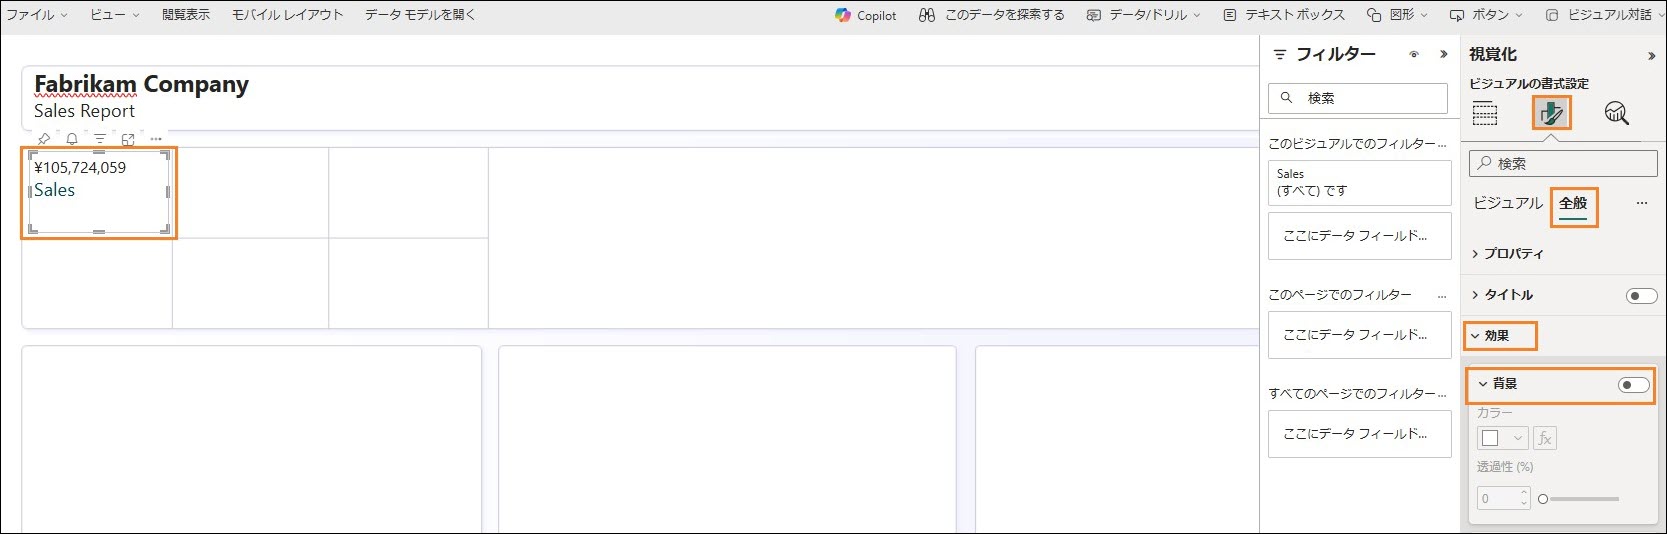 ファイル ビュー 閲覧表示 モバイル レイアウト データ モデルを開く Copilot このデータを探索する データ/ドリル テキスト ボックス 図形 ボタン ビジュアル対話
Fabrikam Company
Sales Report
¥105,724,059
Sales
フィルター
検索
このビジュアルでのフィルター...
Sales
(すべて) です
ここにデータ フィールド...
このページでのフィルター ...
ここにデータ フィールド...
すべてのページでのフィルター...
ここにデータ フィールド...
視覚化
ビジュアルの書式設定
検索
ビジュアル 全般 ...
プロパティ
タイトル
効果
背景
カラー
fx
透過性 (%)
0